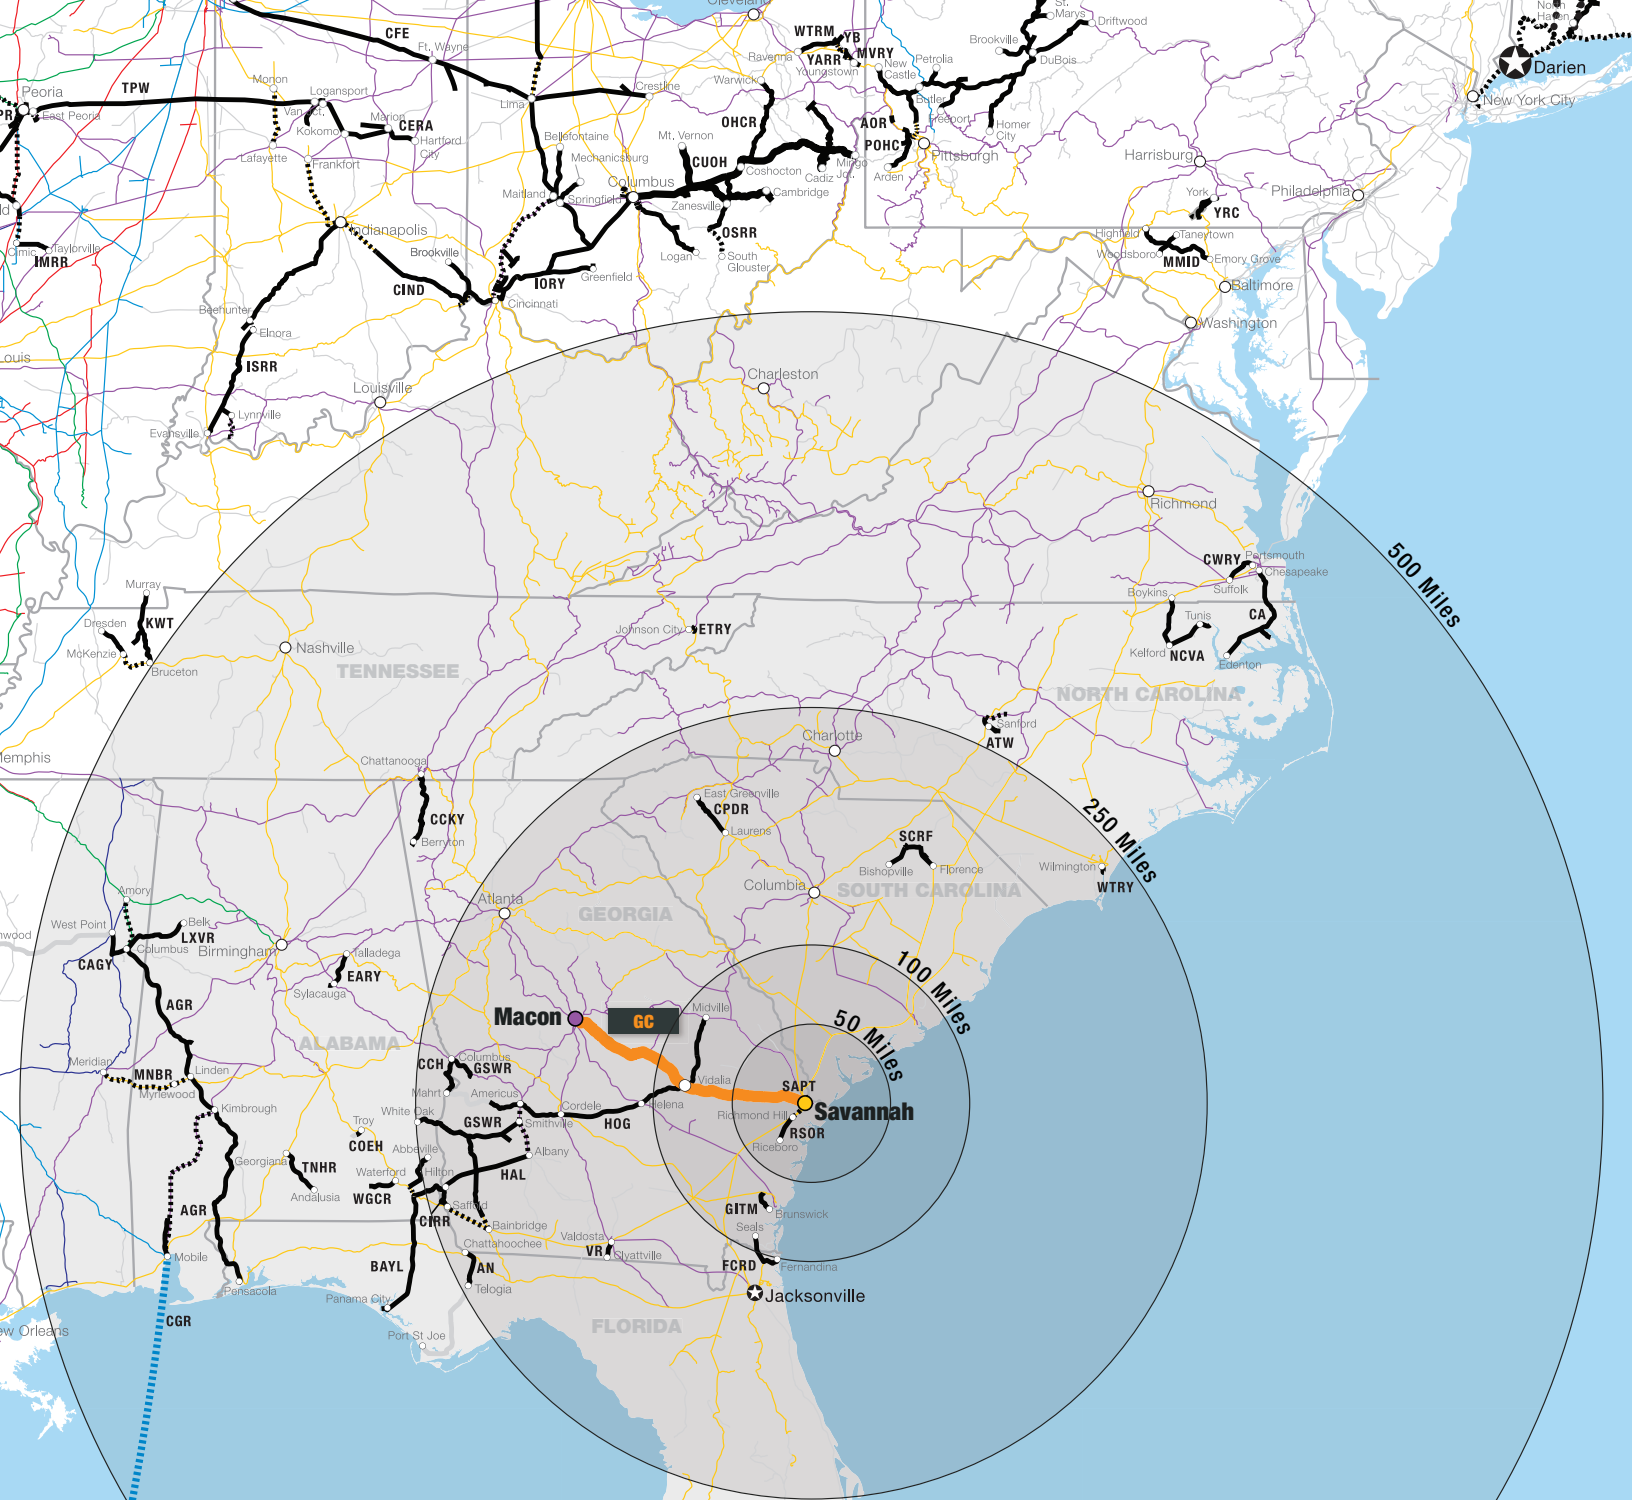 Cleveland
St.
Marys
Driftwood
North
Haven
CFE
WTRM
YB
MVRY
YARR
Ravenna
Youngstown
Brookville
DuBois
Ft. Wayne
New
Castle
Petrolia
Darien
Monon
TPW
Logansport
Peoria
PR
East Peoria
Van Jct.
Kokomo
Marion
CERA
Hartford
City
Lima
Crestline
Warwick
Butler
Freeport
Homer
City
New York City
OHCR
AOR
POHC
Pittsburgh
Lafayette
Frankfort
Bellefontaine
Mechanicsburg
Mt. Vernon
CUOH
Coshocton
Cadiz
Mingo
Jct.
Arden
Harrisburg
Columbus
Maitland
Springfield
Zanesville
Cambridge
York
YRC
Philadelphia
ld
Cimic
Taylorville
IMRR
Indianapolis
Brookville
OSRR
Logan
South
Glouster
Highfield
Taneytown
Woodsboro
MMID
Emory Grove
CIND
IORY
Greenfield
Cincinnati
Baltimore
Beehunter
Elnora
Washington
Louis
ISRR
Charleston
Louisville
Lynnville
Evansville
Richmond
500 Miles
CWRY
Portsmouth
Chesapeake
Suffolk
Murray
Boykins
Dresden
KWT
McKenzie
Bruceton
Nashville
TENNESSEE
Johnson City
ETRY
Tunis
CA
Kelford
NCVA
Edenton
NORTH CAROLINA
Sanford
ATW
Memphis
Charlotte
Chattanooga
CCKY
Berryton
East Greenville
CPDR
Laurens
SCRF
Bishopville
Florence
250 Miles
Wilmington
WTRY
Amory
Atlanta
GEORGIA
Columbia
SOUTH CAROLINA
West Point
Belk
LXVR
Columbus
CAGY
Birmingham
Talladega
EARY
Sylacauga
nwood
AGR
100 Miles
Macon
GC
Midville
50 Miles
ALABAMA
Meridian
MNBR
Linden
Myrlewood
CCH
Columbus
GSWR
Mahrt
Americus
Vidalia
SAPT
Savannah
Kimbrough
White Oak
GSWR
Smithville
Cordele
Helena
HOG
Richmond Hill
RSOR
Riceboro
Troy
COEH
Abbeville
Albany
Georgiana
TNHR
Andalusia
Waterford
Hilton
HAL
WGCR
AGR
Saffold
CIRR
Bainbridge
GITM
Brunswick
Seals
Mobile
Chattahoochee
Valdosta
VR
Clyattville
BAYL
AN
Telogia
FCRD
Fernandina
Pensacola
Panama City
Jacksonville
CGR
FLORIDA
New Orleans
Port St Joe